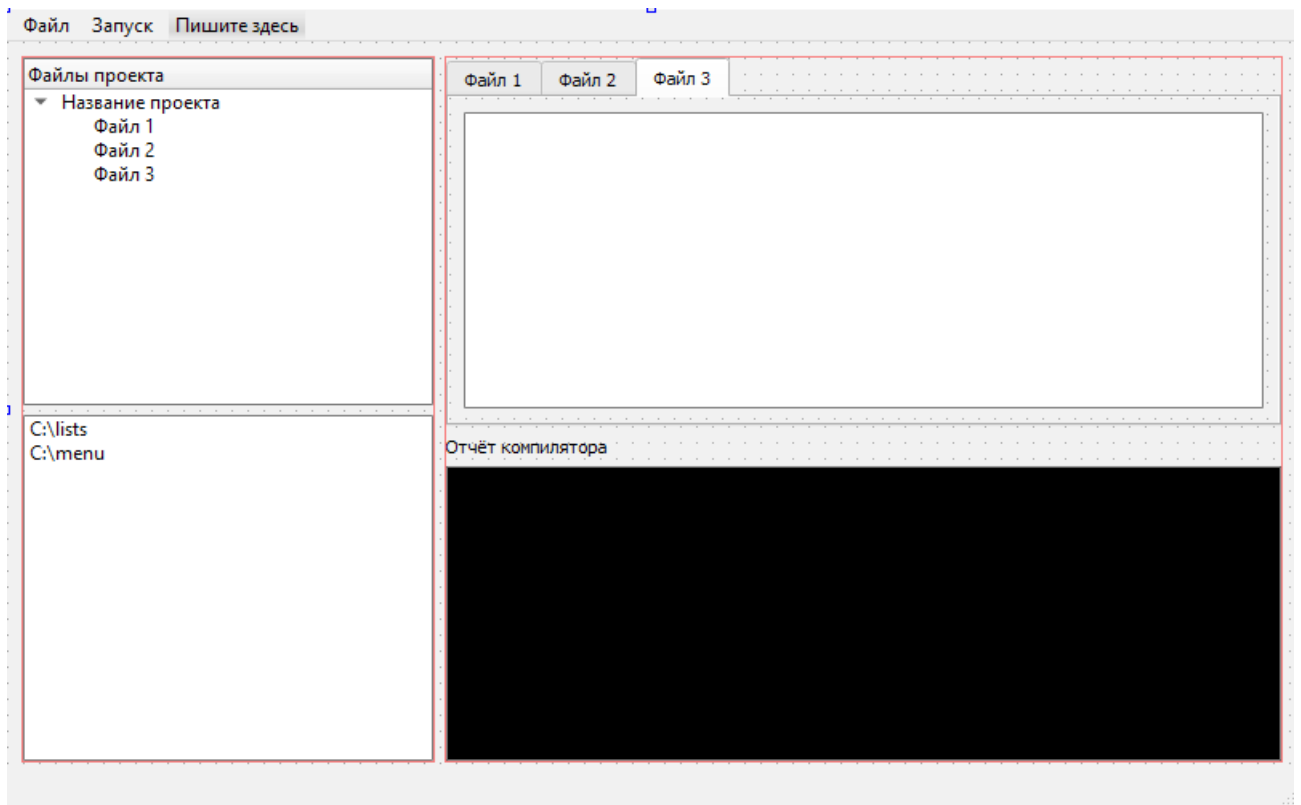 Файл Запуск Пишите здесь
Файлы проекта
Название проекта
Файл 1
Файл 2
Файл 3
C:\lists
C:\menu
Файл 1 Файл 2 Файл 3
Отчёт компилятора